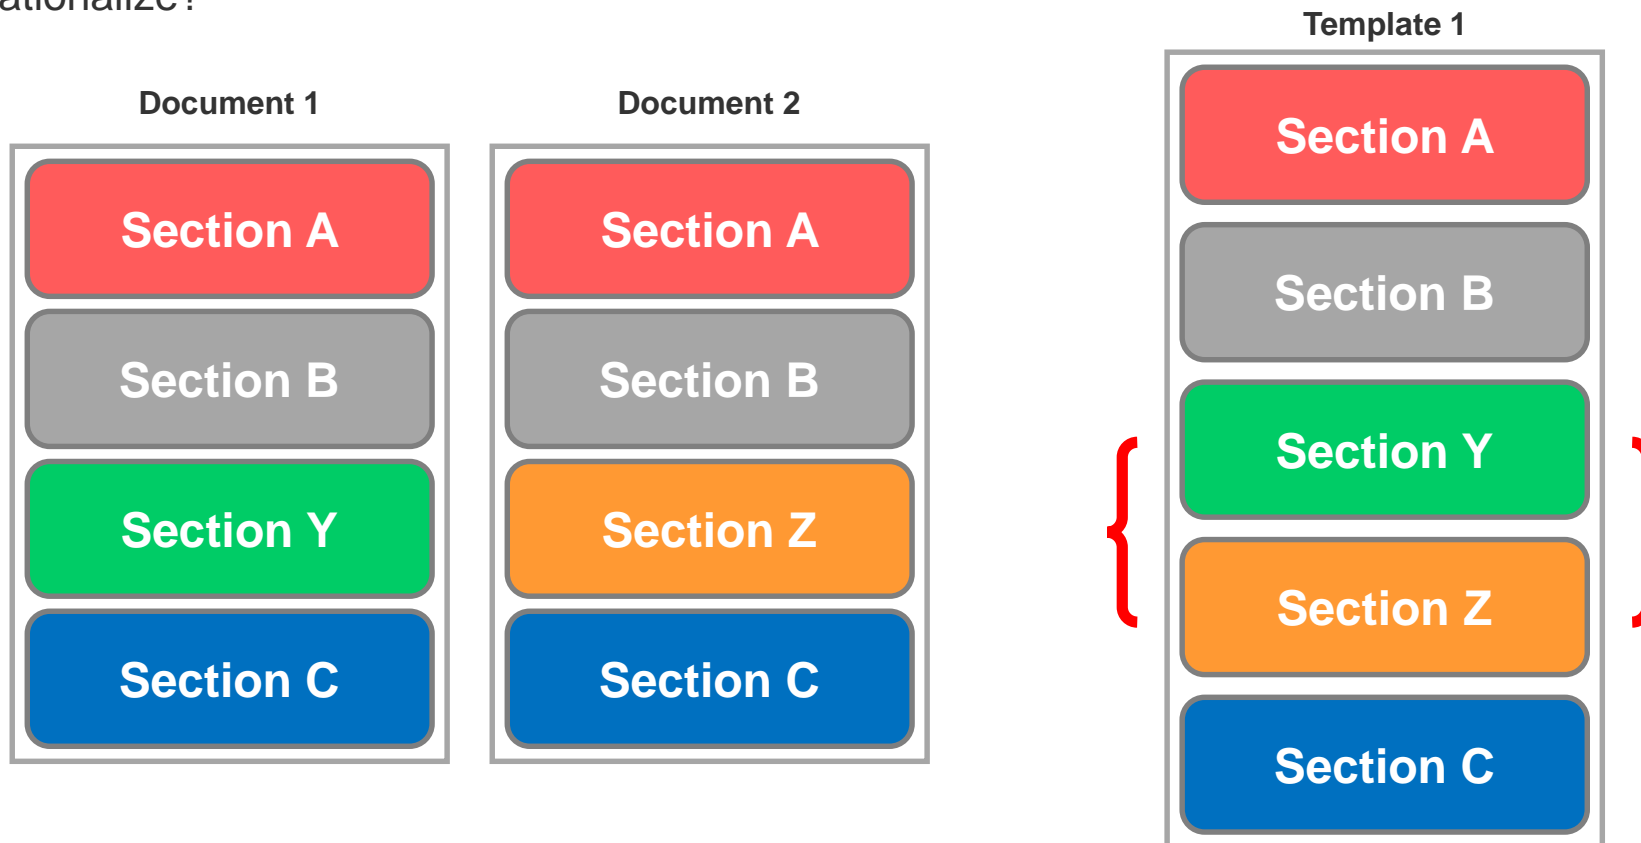 Template 1
Document 1
Document 2
Section A
Section B
Section Y
Section C
Section A
Section B
Section Z
Section C
Section A
Section B
Section Y
Section Z
Section C